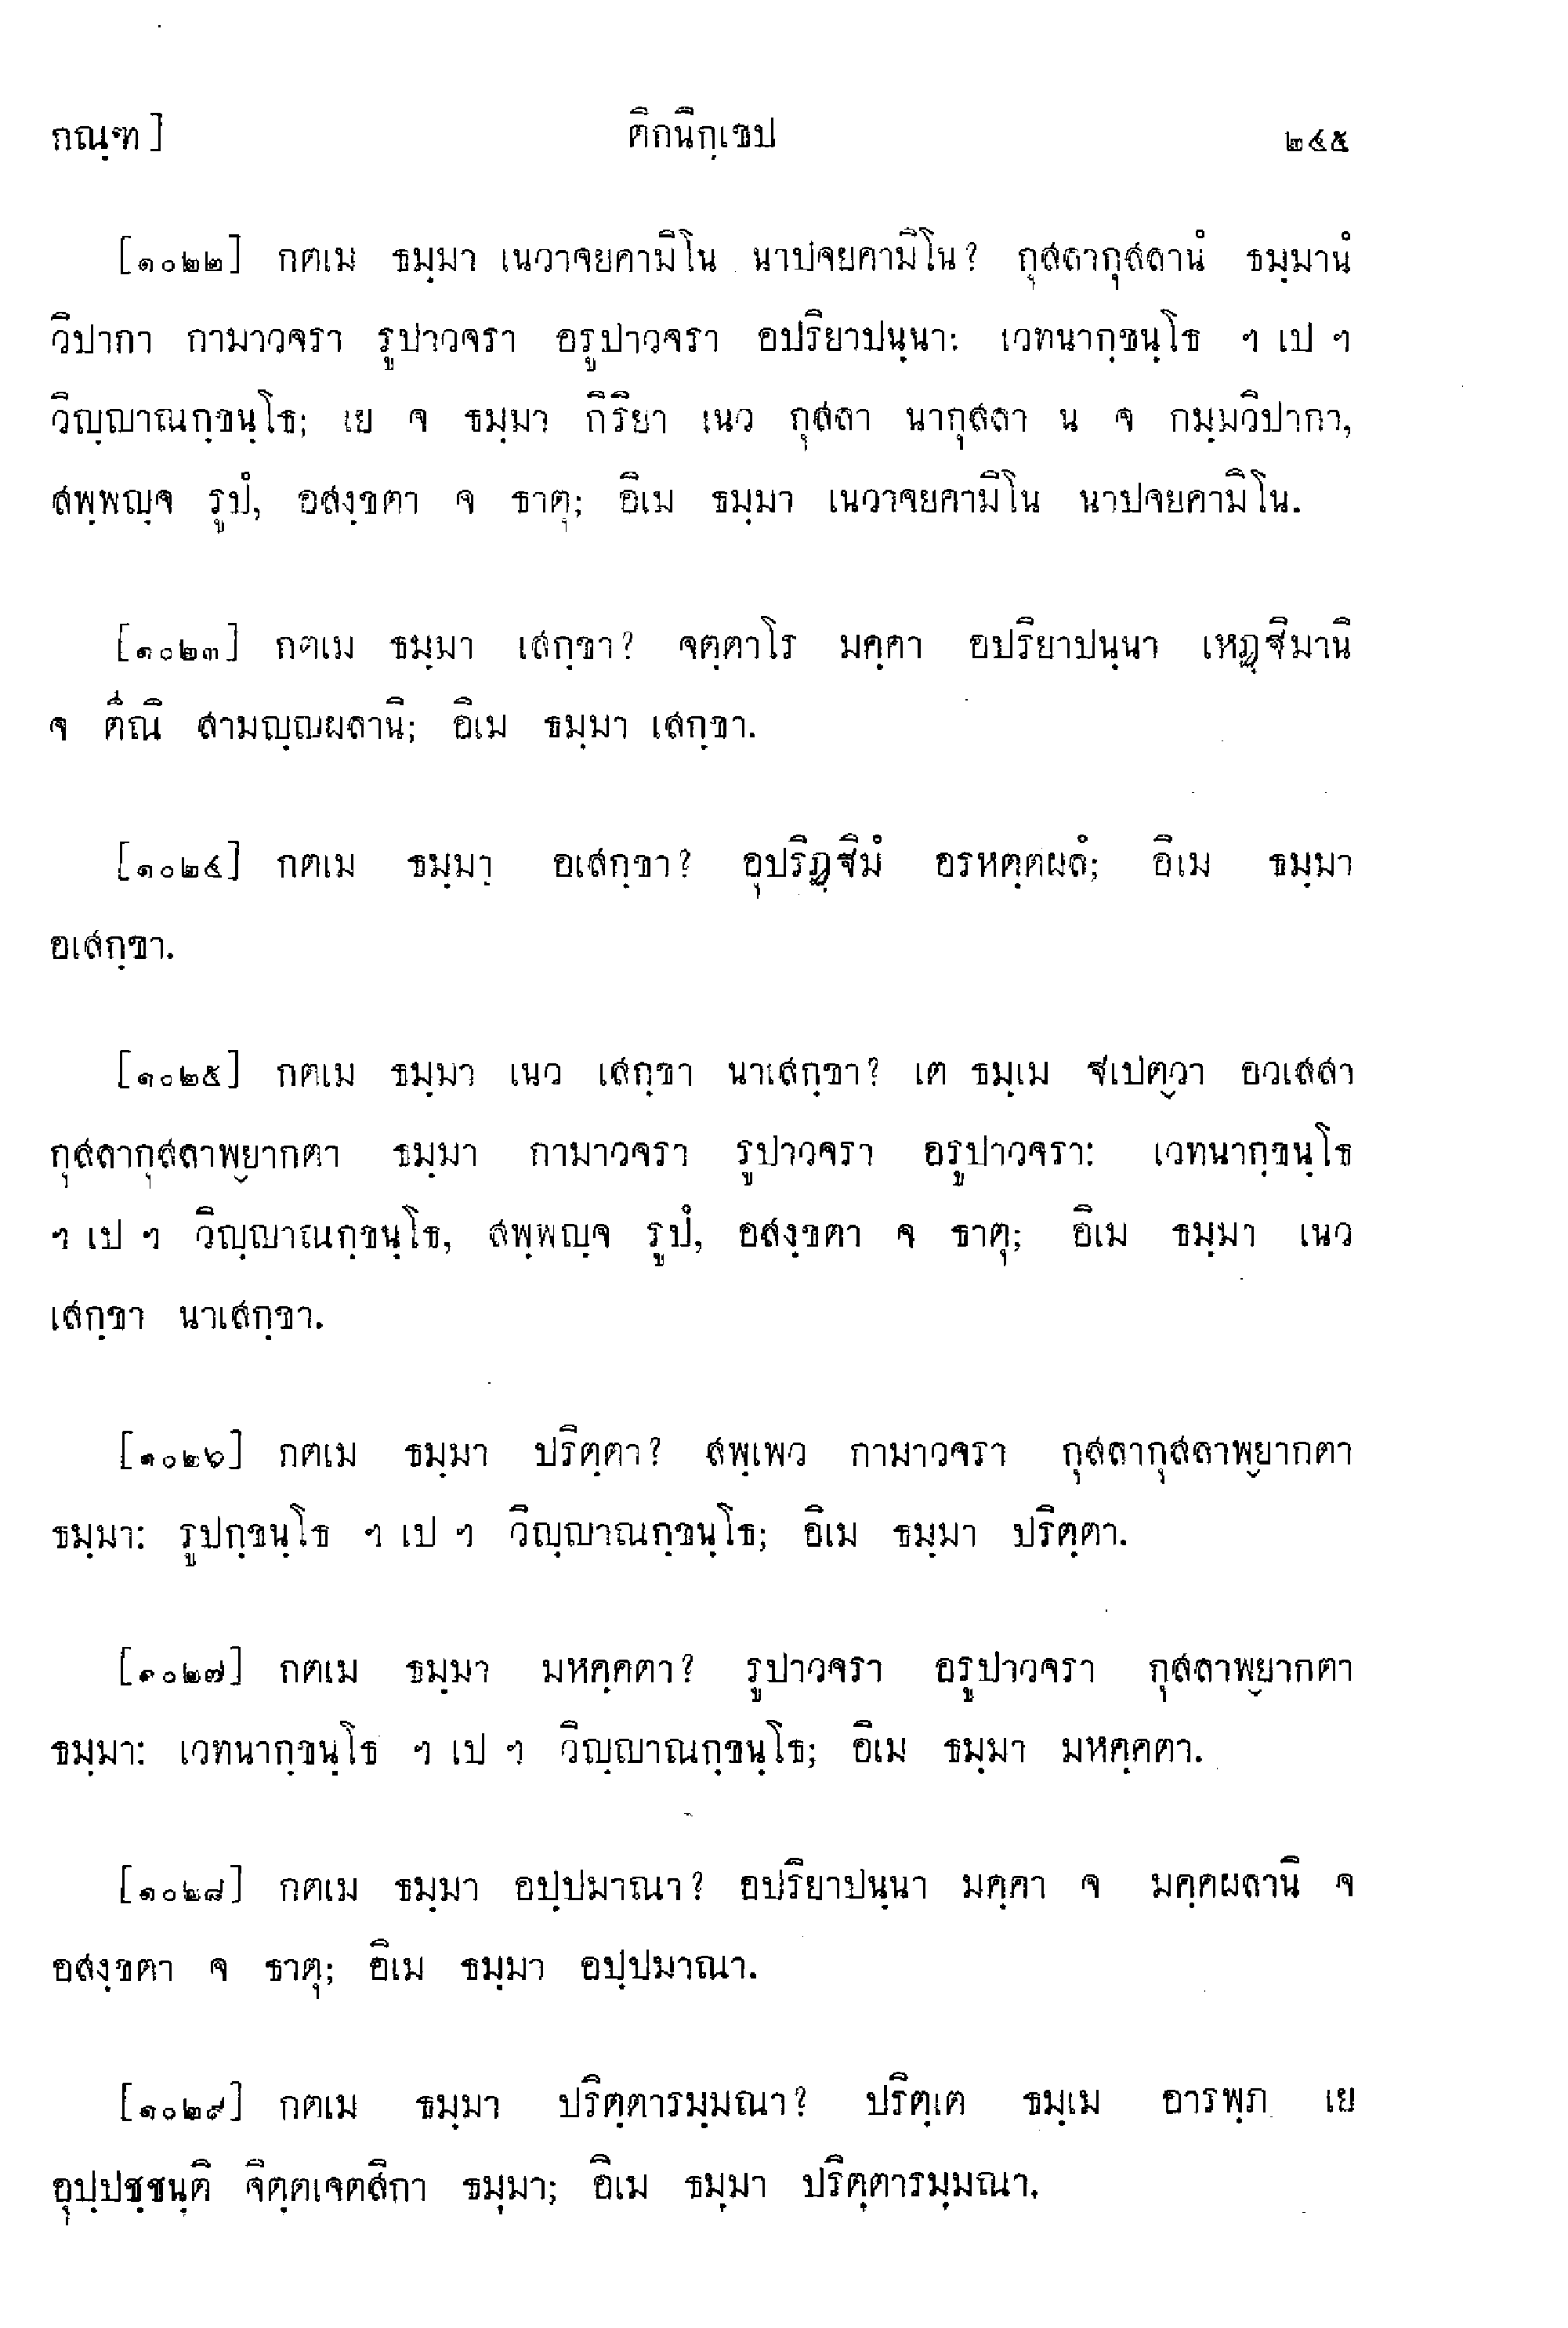 กณฺฑ] ติกนิกฺเขป ๒๔๕
[๑๐๒๒] กตเม ธมฺมา เนวาจยคามิโน นาปจยคามิโน? กุสลากุสลานํ ธมฺมานํ
วิปากา กามาวจรา รูปาวจรา อรูปาวจรา อปริยาปนฺนา: เวทนากฺขนฺโธ ฯ เป ฯ
วิญฺญาณกฺขนฺโธ; เย จ ธมฺมา กิริยา เนว กุสลา นากุสลา น จ กมฺมวิปากา,
สพฺพญฺจ รูปํ, อสงฺขตา จ ธาตุ; อิเม ธมฺมา เนวาจยคามิโน นาปจยคามิโน.
[๑๐๒๓] กตเม ธมฺมา เสกฺขา? จตฺตาโร มคฺคา อปริยาปนฺนา เหฏฺฐิมานิ
จ ตีณิ สามญฺญผลานิ; อิเม ธมฺมา เสกฺขา.
[๑๐๒๔] กตเม ธมฺมา อเสกฺขา? อุปริฏฺฐิมํ อรหตฺตผลํ; อิเม ธมฺมา
อเสกฺขา.
[๑๐๒๕] กตเม ธมฺมา เนว เสกฺขา นาเสกฺขา? เต ธมฺเม ฐเปตฺวา อวเสสา
กุสลากุสลาพฺยากตา ธมฺมา กามาวจรา รูปาวจรา อรูปาวจรา: เวทนากฺขนฺโธ
ฯ เป ฯ วิญฺญาณกฺขนฺโธ, สพฺพญฺจ รูปํ, อสงฺขตา จ ธาตุ; อิเม ธมฺมา เนว
เสกฺขา นาเสกฺขา.
[๑๐๒๖] กตเม ธมฺมา ปริตฺตา? สพฺเพว กามาวจรา กุสลากุสลาพฺยากตา
ธมฺมา: รูปกฺขนฺโธ ฯ เป ฯ วิญฺญาณกฺขนฺโธ; อิเม ธมฺมา ปริตฺตา.
[๑๐๒๗] กตเม ธมฺมา มหคฺคตา? รูปาวจรา อรูปาวจรา กุสลาพฺยากตา
ธมฺมา: เวทนากฺขนฺโธ ฯ เป ฯ วิญฺญาณกฺขนฺโธ; อิเม ธมฺมา มหคฺคตา.
[๑๐๒๘] กตเม ธมฺมา อปฺปมาณา? อปริยาปนฺนา มคฺคา จ มคฺคผลานิ จ
อสงฺขตา จ ธาตุ; อิเม ธมฺมา อปฺปมาณา.
[๑๐๒๙] กตเม ธมฺมา ปริตฺตารมฺมณา? ปริตฺเต ธมฺเม อารพฺภ เย
อุปฺปชฺชนฺติ จิตฺตเจตสิกา ธมฺมา; อิเม ธมฺมา ปริตฺตารมฺมณา.